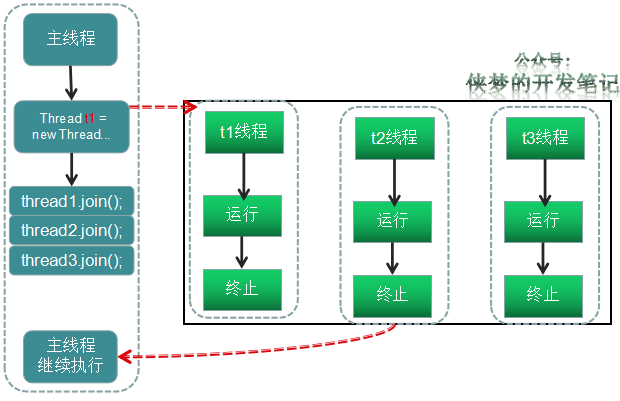 主线程
Thread t1 =
new Thread...
thread1.join();
thread2.join();
thread3.join();
主线程
继续执行
公众号：
侠梦的开发笔记
t1线程
运行
终止
t2线程
运行
终止
t3线程
运行
终止